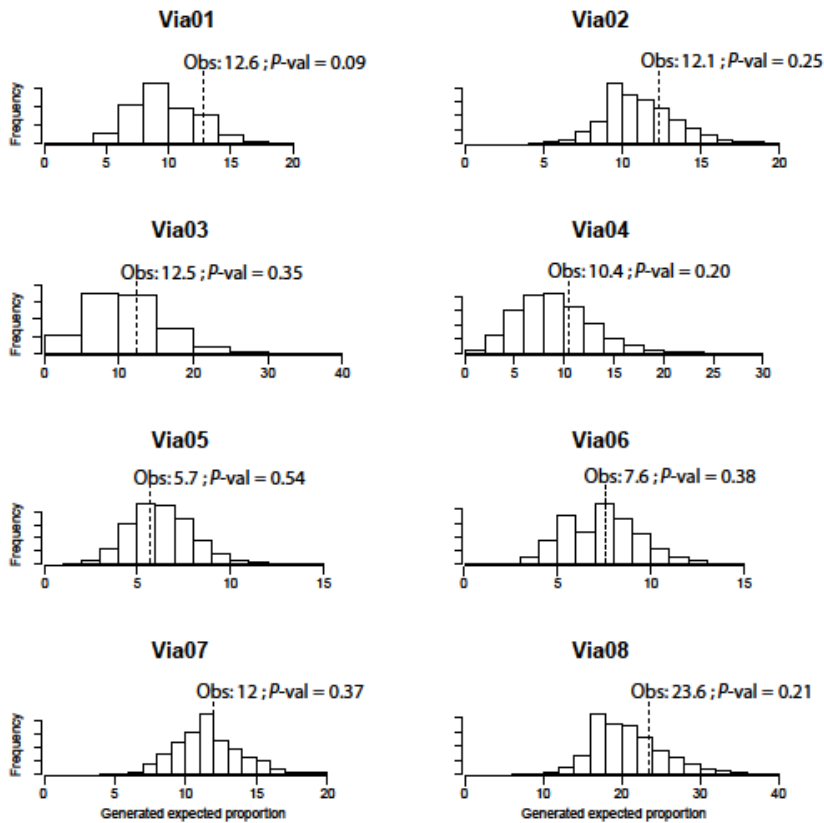 Via01 Via02
Obs: 12.6 ; P-val = 0.09 Obs: 12.1 ; P-val = 0.25
Frequency
0 5 10 15 20 0 5 10 15 20
Via03 Via04
Obs: 12.5 ; P-val = 0.35 Obs: 10.4 ; P-val = 0.20
Frequency
0 10 20 30 40 0 5 10 15 20 25 30
Via05 Via06
Obs: 5.7 ; P-val = 0.54 Obs: 7.6 ; P-val = 0.38
Frequency
0 5 10 15 0 5 10 15
Via07 Via08
Obs: 12 ; P-val = 0.37 Obs: 23.6 ; P-val = 0.21
Frequency
0 5 10 15 20 0 10 20 30 40
Generated expected proportion Generated expected proportion